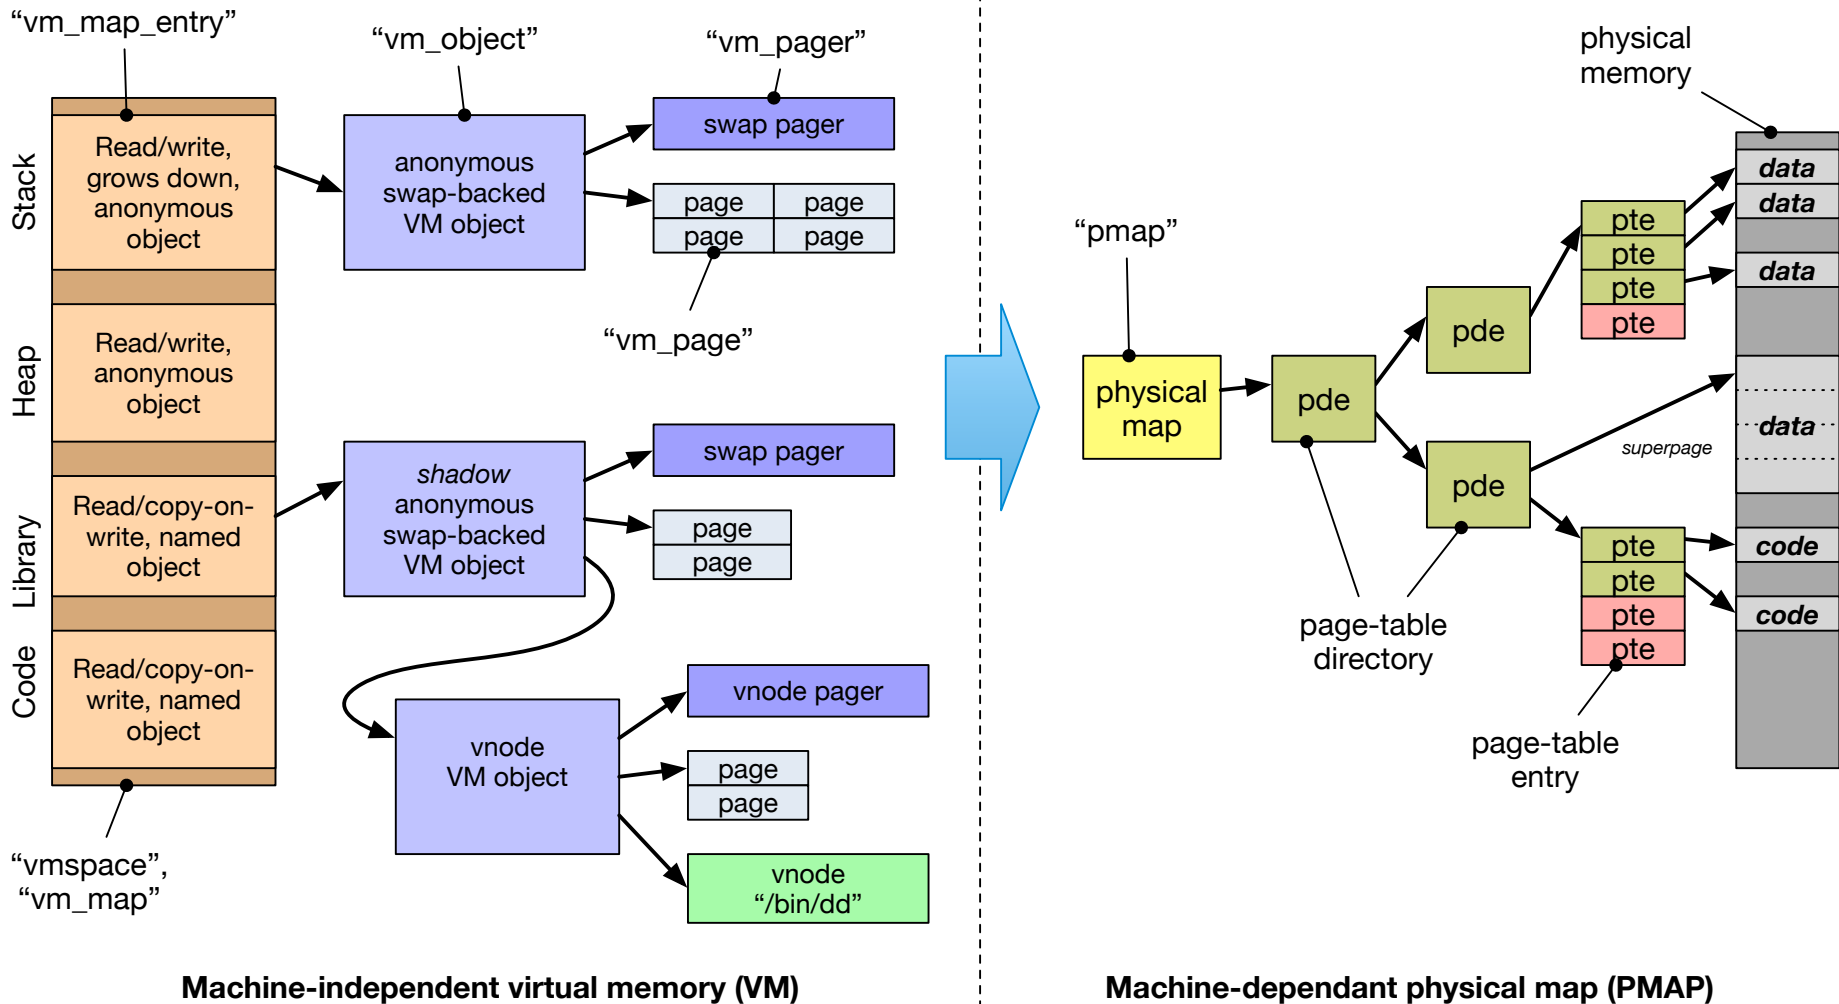 “vm_map_entry”
“vm_object”
“vm_pager”
physical
memory
Stack
Read/write,
grows down,
anonymous
object
anonymous
swap-backed
VM object
swap pager
page page
page page
“vm_page”
Heap
Read/write,
anonymous
object
Library
Read/copy-on-
write, named
object
shadow
anonymous
swap-backed
VM object
swap pager
page
page
Code
Read/copy-on-
write, named
object
vnode
VM object
vnode pager
page
page
vnode
“/bin/dd”
“vmspace”,
“vm_map”
Machine-independent virtual memory (VM)
“pmap”
physical
map
pde
pde
pde
page-table
directory
pte
pte
pte
pte
superpage
pte
pte
pte
pte
page-table
entry
data
data
data
data
code
code
Machine-dependant physical map (PMAP)